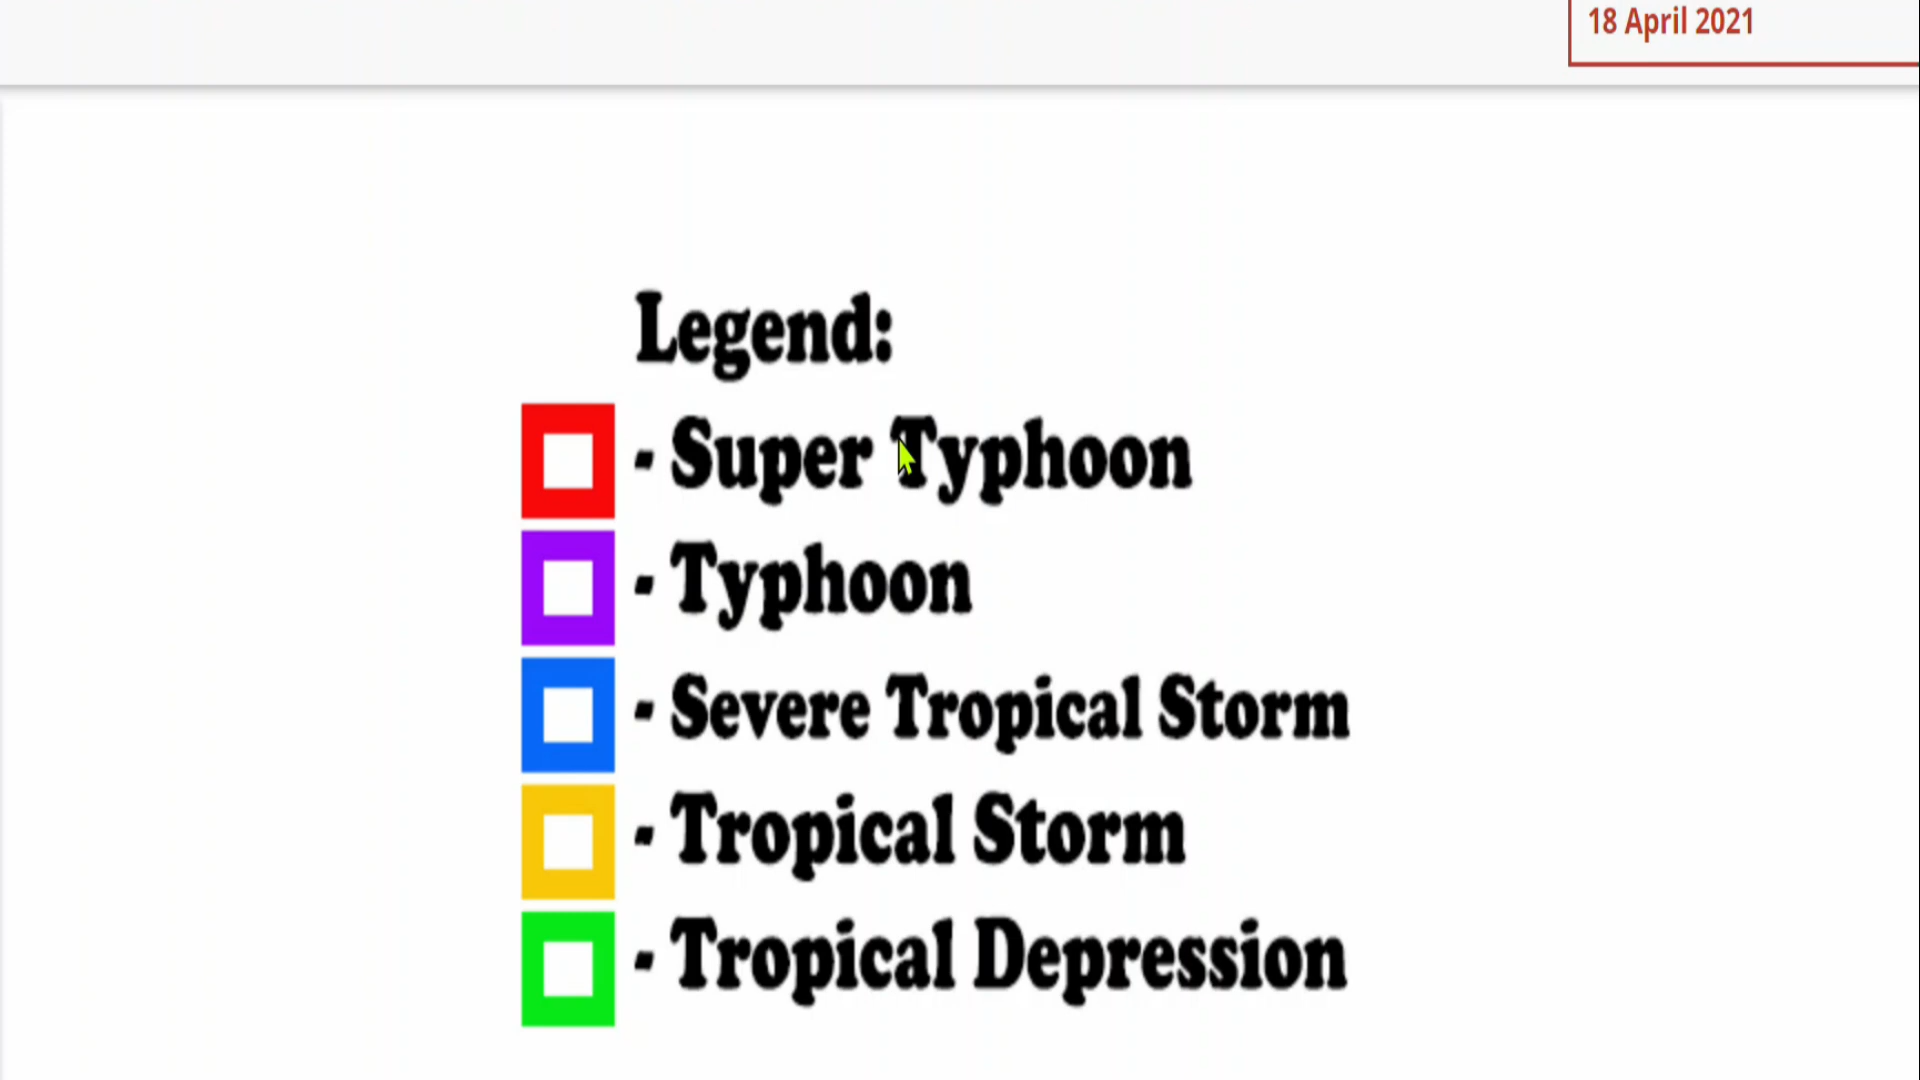 18 April 2021
Legend:
- Super Typhoon
- Typhoon
- Severe Tropical Storm
- Tropical Storm
- Tropical Depression